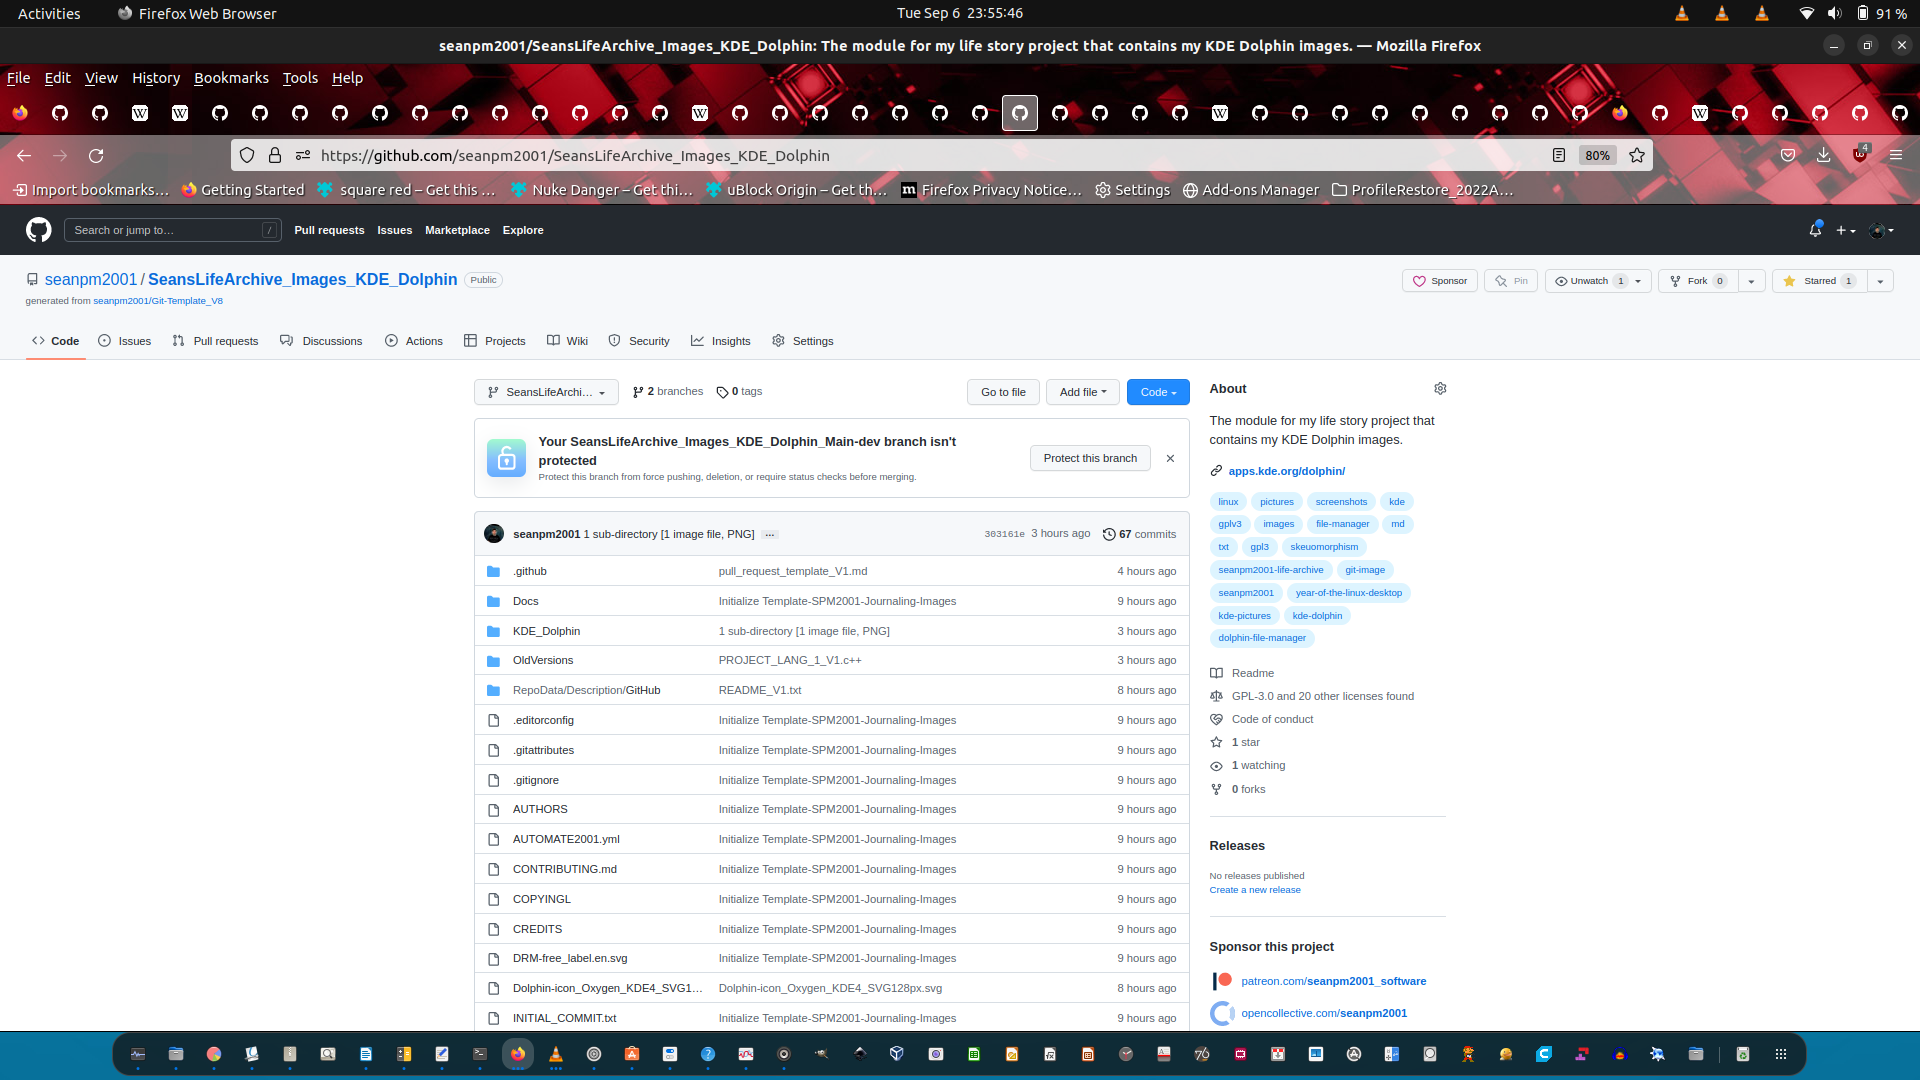 Activities
Firefox Web Browser
Tue Sep 6 23:55:46
91 %
seanpm2001/SeansLifeArchive_Images_KDE_Dolphin: The module for my life story project that contains my KDE Dolphin images. — Mozilla Firefox
File Edit View History Bookmarks Tools Help
https://github.com/seanpm2001/SeansLifeArchive_Images_KDE_Dolphin
80%
4
Import bookmarks…
Getting Started
square red – Get this …
Nuke Danger – Get thi…
uBlock Origin – Get th…
Firefox Privacy Notice…
Settings
Add-ons Manager
ProfileRestore_2022A…
Search or jump to…
/
Pull requests
Issues
Marketplace
Explore
seanpm2001 / SeansLifeArchive_Images_KDE_Dolphin
Public
generated from seanpm2001/Git-Template_V8
Sponsor
Pin
Unwatch 1
Fork 0
Starred 1
Code
Issues
Pull requests
Discussions
Actions
Projects
Wiki
Security
Insights
Settings
SeansLifeArchi…
2 branches
0 tags
Go to file
Add file
Code
Your SeansLifeArchive_Images_KDE_Dolphin_Main-dev branch isn't
protected
Protect this branch from force pushing, deletion, or require status checks before merging.
Protect this branch
seanpm2001 1 sub-directory [1 image file, PNG] …
303161e 3 hours ago
67 commits
.github pull_request_template_V1.md 4 hours ago
Docs Initialize Template-SPM2001-Journaling-Images 9 hours ago
KDE_Dolphin 1 sub-directory [1 image file, PNG] 3 hours ago
OldVersions PROJECT_LANG_1_V1.c++ 3 hours ago
RepoData/Description/GitHub README_V1.txt 8 hours ago
.editorconfig Initialize Template-SPM2001-Journaling-Images 9 hours ago
.gitattributes Initialize Template-SPM2001-Journaling-Images 9 hours ago
.gitignore Initialize Template-SPM2001-Journaling-Images 9 hours ago
AUTHORS Initialize Template-SPM2001-Journaling-Images 9 hours ago
AUTOMATE2001.yml Initialize Template-SPM2001-Journaling-Images 9 hours ago
CONTRIBUTING.md Initialize Template-SPM2001-Journaling-Images 9 hours ago
COPYINGL Initialize Template-SPM2001-Journaling-Images 9 hours ago
CREDITS Initialize Template-SPM2001-Journaling-Images 9 hours ago
DRM-free_label.en.svg Initialize Template-SPM2001-Journaling-Images 9 hours ago
Dolphin-icon_Oxygen_KDE4_SVG1… Dolphin-icon_Oxygen_KDE4_SVG128px.svg 8 hours ago
INITIAL_COMMIT.txt Initialize Template-SPM2001-Journaling-Images 9 hours ago
About
The module for my life story project that
contains my KDE Dolphin images.
apps.kde.org/dolphin/
linux pictures screenshots kde
gplv3 images file-manager md
txt gpl3 skeuomorphism
seanpm2001-life-archive git-image
seanpm2001 year-of-the-linux-desktop
kde-pictures kde-dolphin
dolphin-file-manager
Readme
GPL-3.0 and 20 other licenses found
Code of conduct
1 star
1 watching
0 forks
Releases
No releases published
Create a new release
Sponsor this project
patreon.com/seanpm2001_software
opencollective.com/seanpm2001